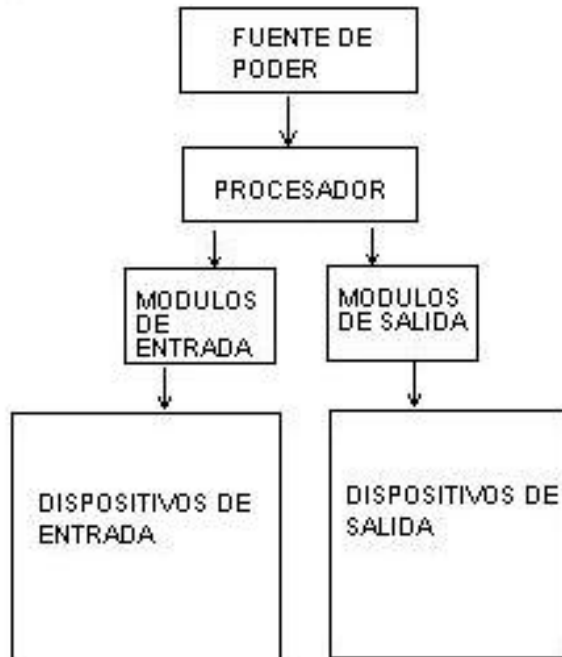 FUENTE DE
PODER
PROCESADOR
MODULOS
DE
ENTRADA
MODULOS
DE SALIDA
DISPOSITIVOS DE
ENTRADA
DISPOSITIVOS DE
SALIDA